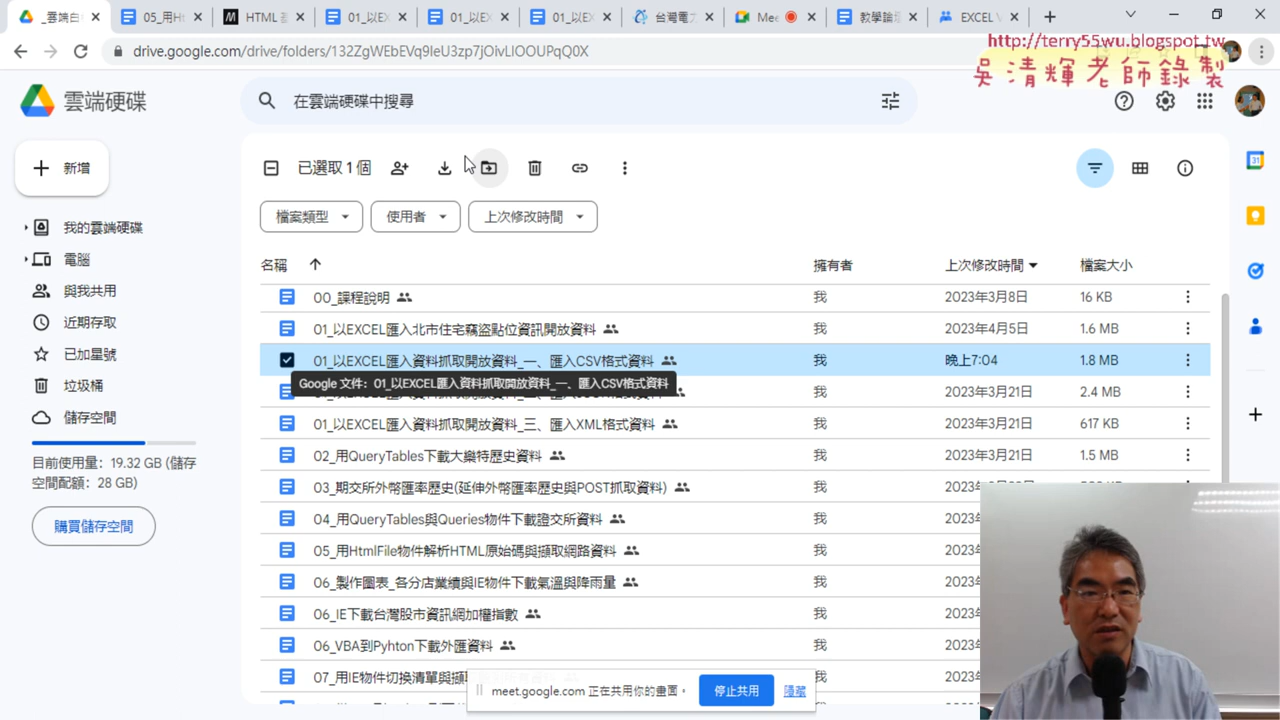 _雲端白
05_用Ht
HTML 基
01_以EX
01_以EX
01_以EX
台灣電力
Mee
教學論壇
EXCEL V
drive.google.com/drive/folders/132ZgWEbEVq9IeU3zp7jOivLlOOUPqQ0X
http://terry55wu.blogspot.tw
吳清輝老師錄製
雲端硬碟
在雲端硬碟中搜尋
新增
已選取 1 個
檔案類型
使用者
上次修改時間
我的雲端硬碟
電腦
與我共用
近期存取
已加星號
垃圾桶
儲存空間
目前使用量：19.32 GB (儲存
空間配額：28 GB)
購買儲存空間
名稱
擁有者
上次修改時間
檔案大小
00_課程說明 我 2023年3月8日 16 KB
01_以EXCEL匯入北市住宅竊盜點位資訊開放資料 我 2023年4月5日 1.6 MB
01_以EXCEL匯入資料抓取開放資料_一、匯入CSV格式資料 我 晚上7:04 1.8 MB
Google 文件：01_以EXCEL匯入資料抓取開放資料_一、匯入CSV格式資料
我 2023年3月21日 2.4 MB
01_以EXCEL匯入資料抓取開放資料_三、匯入XML格式資料 我 2023年3月21日 617 KB
02_用QueryTables下載大樂特歷史資料 我 2023年3月21日 1.5 MB
03_期交所外幣匯率歷史(延伸外幣匯率歷史與POST抓取資料) 我
04_用QueryTables與Queries物件下載證交所資料 我 2023
05_用HtmlFile物件解析HTML原始碼與擷取網路資料 我 2023
06_製作圖表_各分店業績與IE物件下載氣溫與降雨量 我 2023
06_IE下載台灣股市資訊網加權指數 我 2023
06_VBA到Pyhton下載外匯資料 我 2023
07_用IE物件切換清單與擷 我 2023
meet.google.com 正在共用你的畫面。
停止共用
隱藏
31